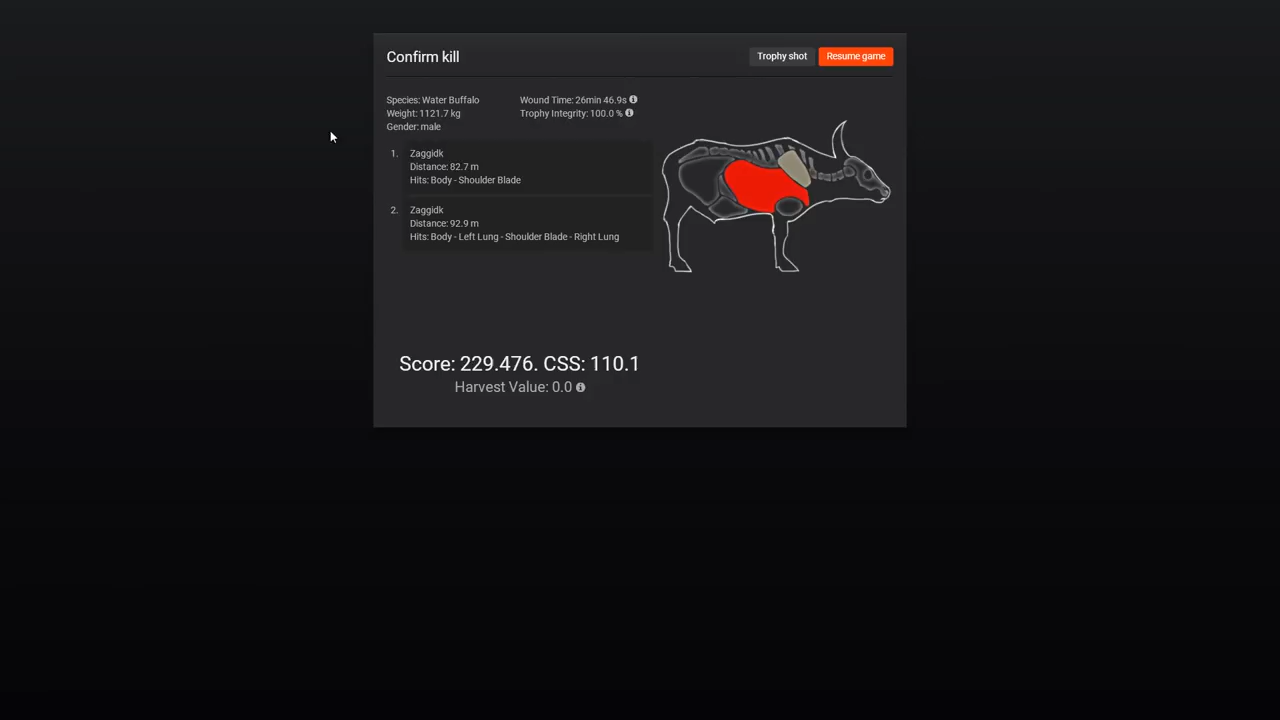 Confirm kill
Trophy shot
Resume game
Species: Water Buffalo
Weight: 1121.7 kg
Gender: male
Wound Time: 26min 46.9s
Trophy Integrity: 100.0 %
1. Zaggidk
Distance: 82.7 m
Hits: Body - Shoulder Blade
2. Zaggidk
Distance: 92.9 m
Hits: Body - Left Lung - Shoulder Blade - Right Lung
Score: 229.476. CSS: 110.1
Harvest Value: 0.0